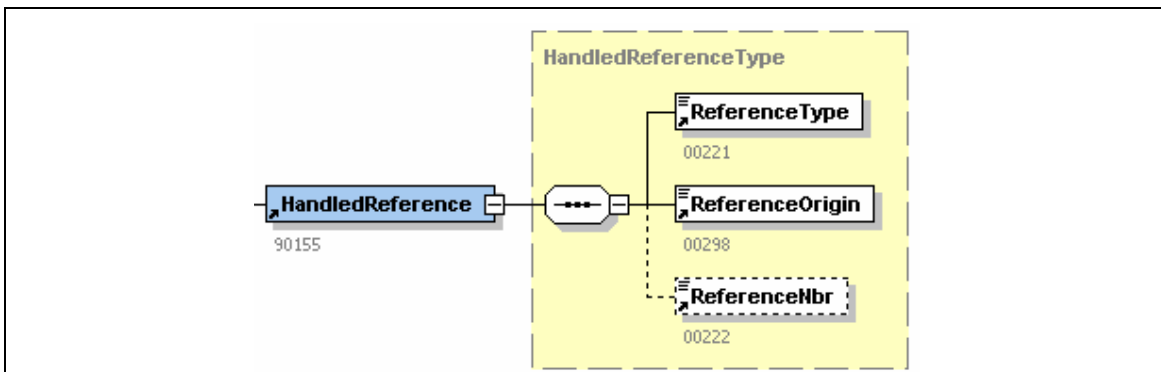 HandledReferenceType
ReferenceType
00221
HandledReference
90155
ReferenceOrigin
00298
ReferenceNbr
00222